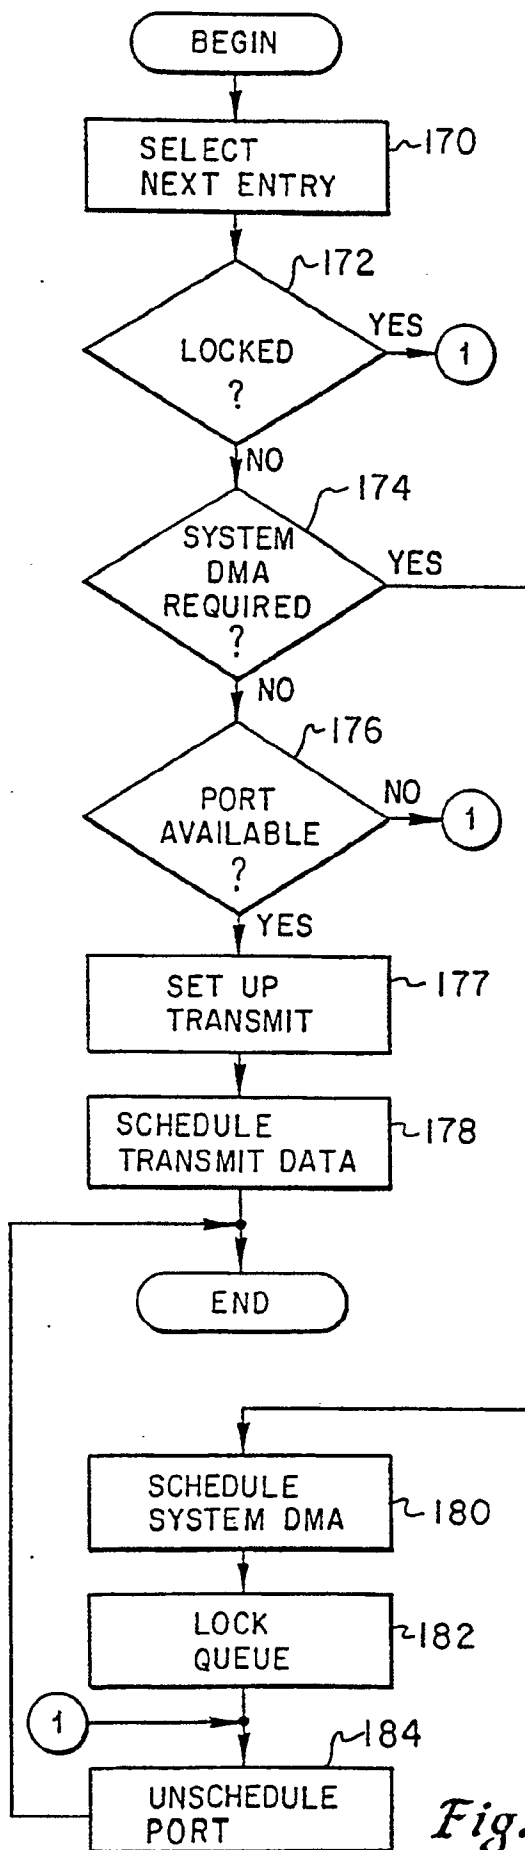 BEGIN
SELECT
NEXT ENTRY
170
172
LOCKED
?
YES
1
NO
174
SYSTEM
DMA
REQUIRED
?
YES
NO
176
PORT
AVAILABLE
?
NO
1
YES
SET UP
TRANSMIT
177
SCHEDULE
TRANSMIT DATA
178
END
SCHEDULE
SYSTEM DMA
180
LOCK
QUEUE
182
1
184
UNSCHEDULE
PORT
Fig.